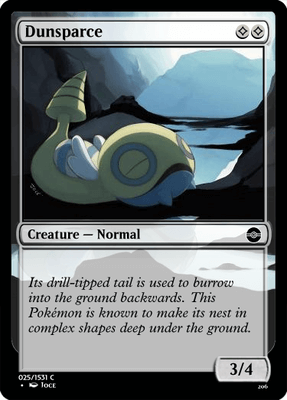 Dunsparce
Creature — Normal
Its drill-tipped tail is used to burrow
into the ground backwards. This
Pokémon is known to make its nest in
complex shapes deep under the ground.
3/4
025/1531 C
TOCE
206